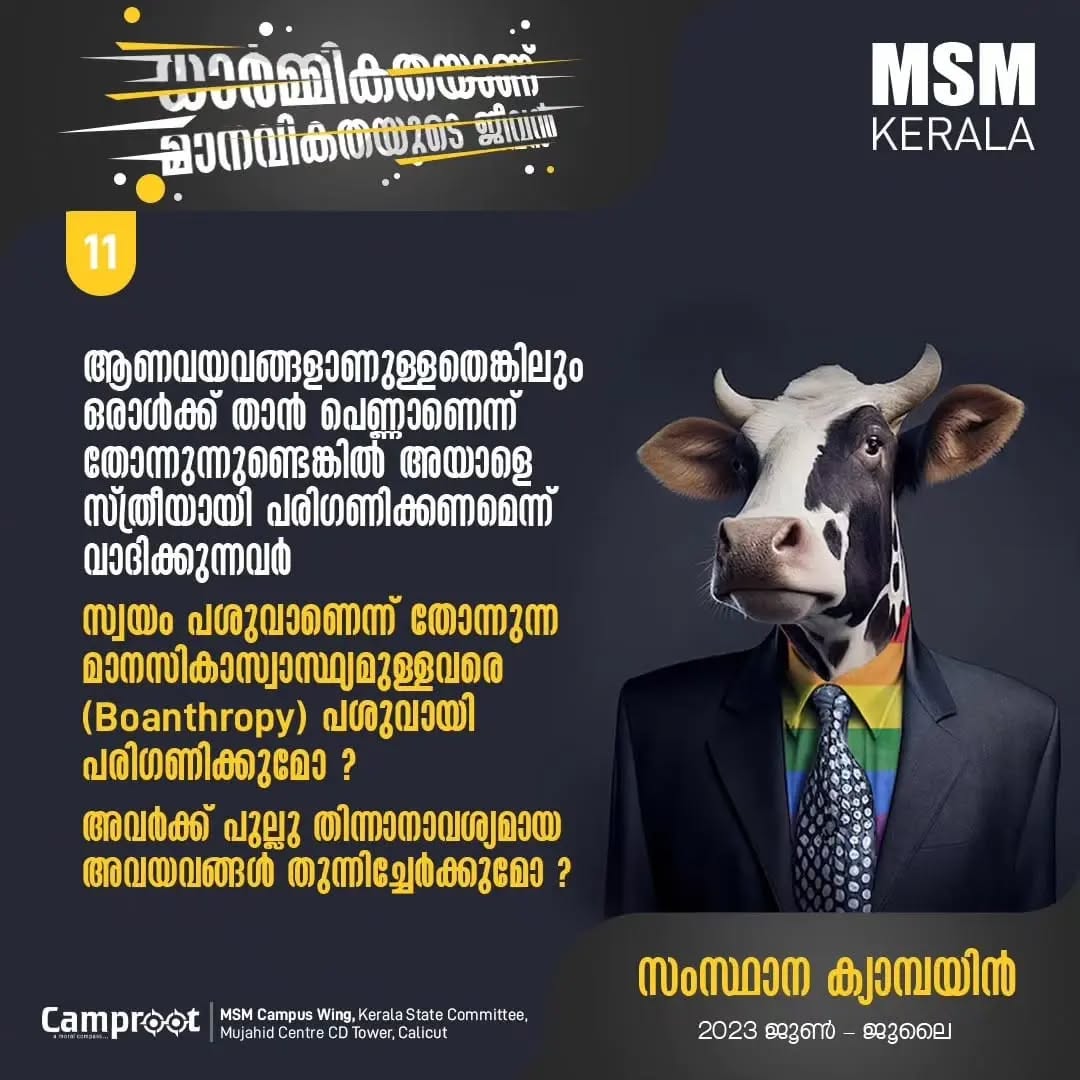 ധാർമ്മികതയാണ്
മാനവികതയുടെ ജീവൻ
MSM
KERALA
11
ആണവയവങ്ങളാണുള്ളതെങ്കിലും
ഒരാൾക്ക് താൻ പെണ്ണാണെന്ന്
തോന്നുന്നുണ്ടെങ്കിൽ അയാളെ
സ്ത്രീയായി പരിഗണിക്കണമെന്ന്
വാദിക്കുന്നവർ
സ്വയം പശുവാണെന്ന് തോന്നുന്ന
മാനസികാസ്വാസ്ഥ്യമുള്ളവരെ
(Boanthropy) പശുവായി
പരിഗണിക്കുമോ ?
അവർക്ക് പുല്ലു തിന്നാനാവശ്യമായ
അവയവങ്ങൾ തുന്നിച്ചേർക്കുമോ ?
സംസ്ഥാന ക്യാമ്പയിൻ
2023 ജൂൺ – ജൂലൈ
Camproot
a moral compass...
MSM Campus Wing, Kerala State Committee,
Mujahid Centre CD Tower, Calicut